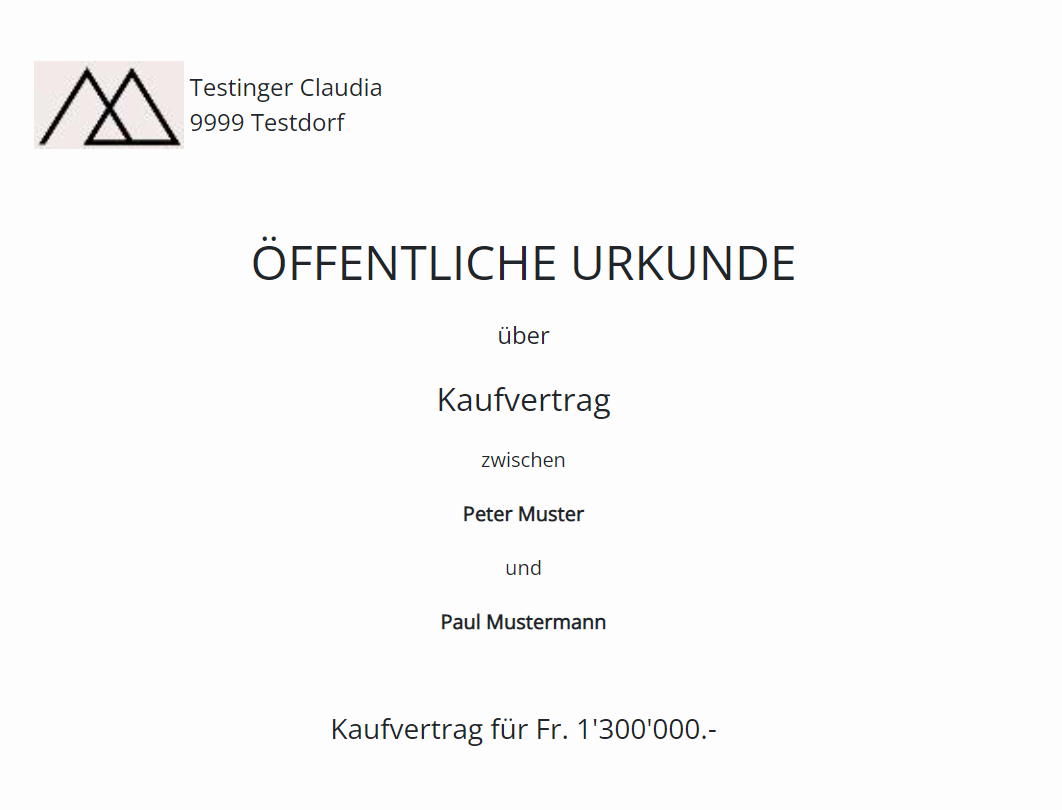 Testinger Claudia
9999 Testdorf
ÖFFENTLICHE URKUNDE
über
Kaufvertrag
zwischen
Peter Muster
und
Paul Mustermann
Kaufvertrag für Fr. 1'300'000.-